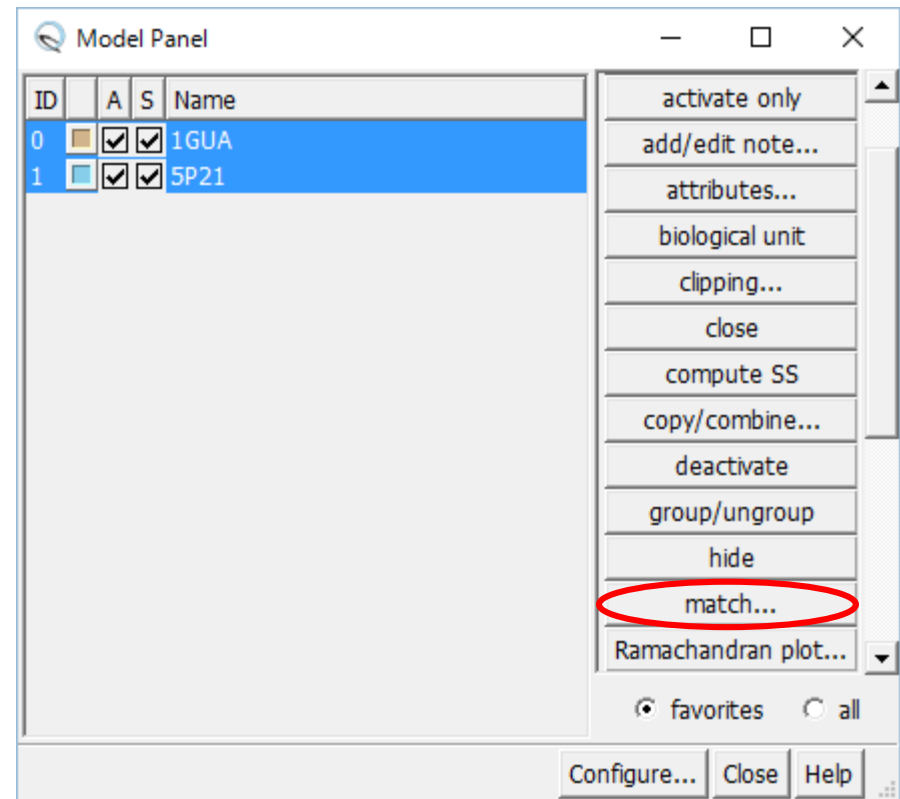 Model Panel
ID A S Name
0 1GUA
1 5P21
activate only
add/edit note...
attributes...
biological unit
clipping...
close
compute SS
copy/combine...
deactivate
group/ungroup
hide
match...
Ramachandran plot...
favorites all
Configure... Close Help